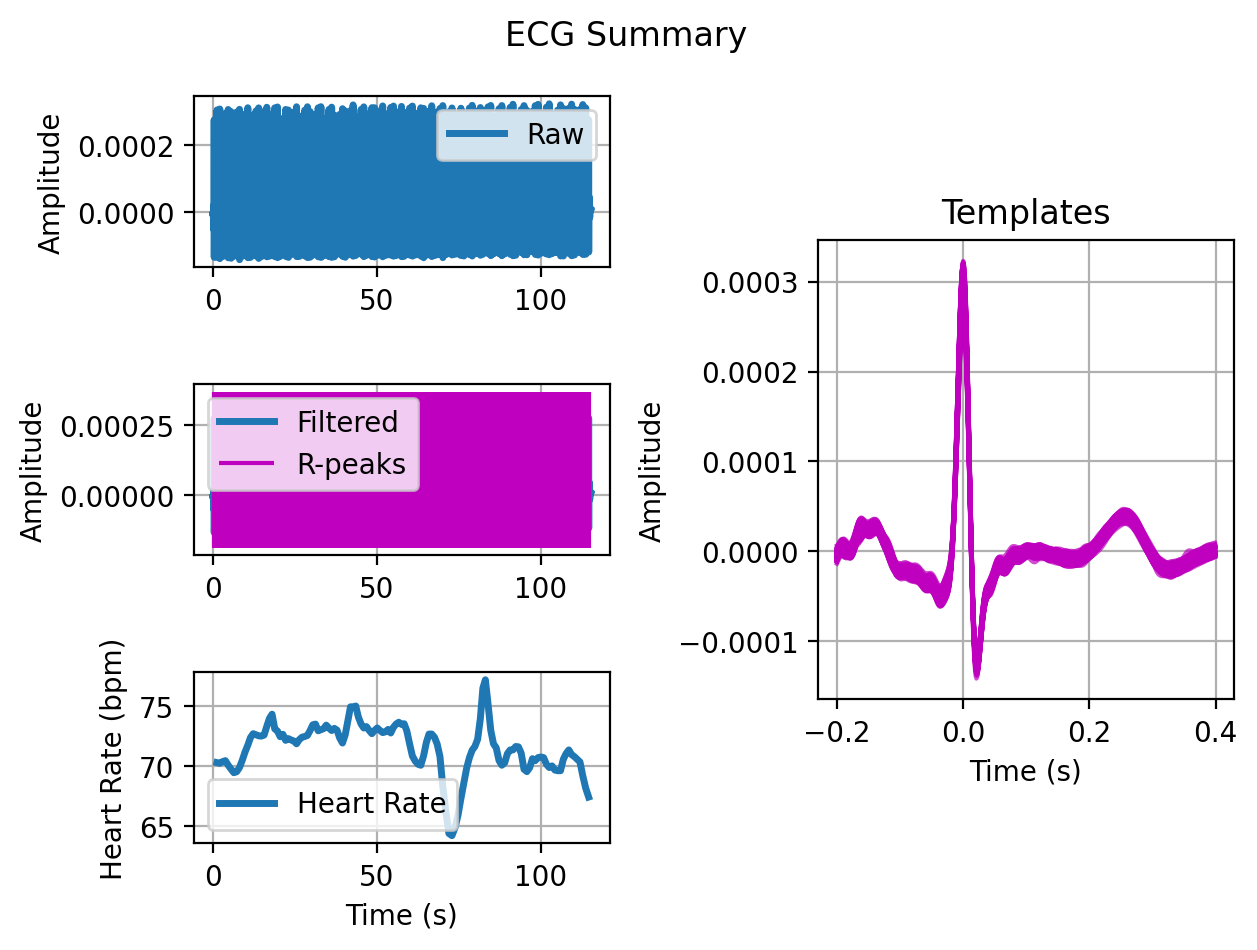 ECG Summary
Amplitude
0.0002
0.0000
Raw
0
50
100
Amplitude
0.00025
0.00000
Filtered
R-peaks
0
50
100
Heart Rate (bpm)
75
70
65
Heart Rate
0
50
100
Time (s)
Templates
Amplitude
0.0003
0.0002
0.0001
0.0000
−0.0001
−0.2
0.0
0.2
0.4
Time (s)